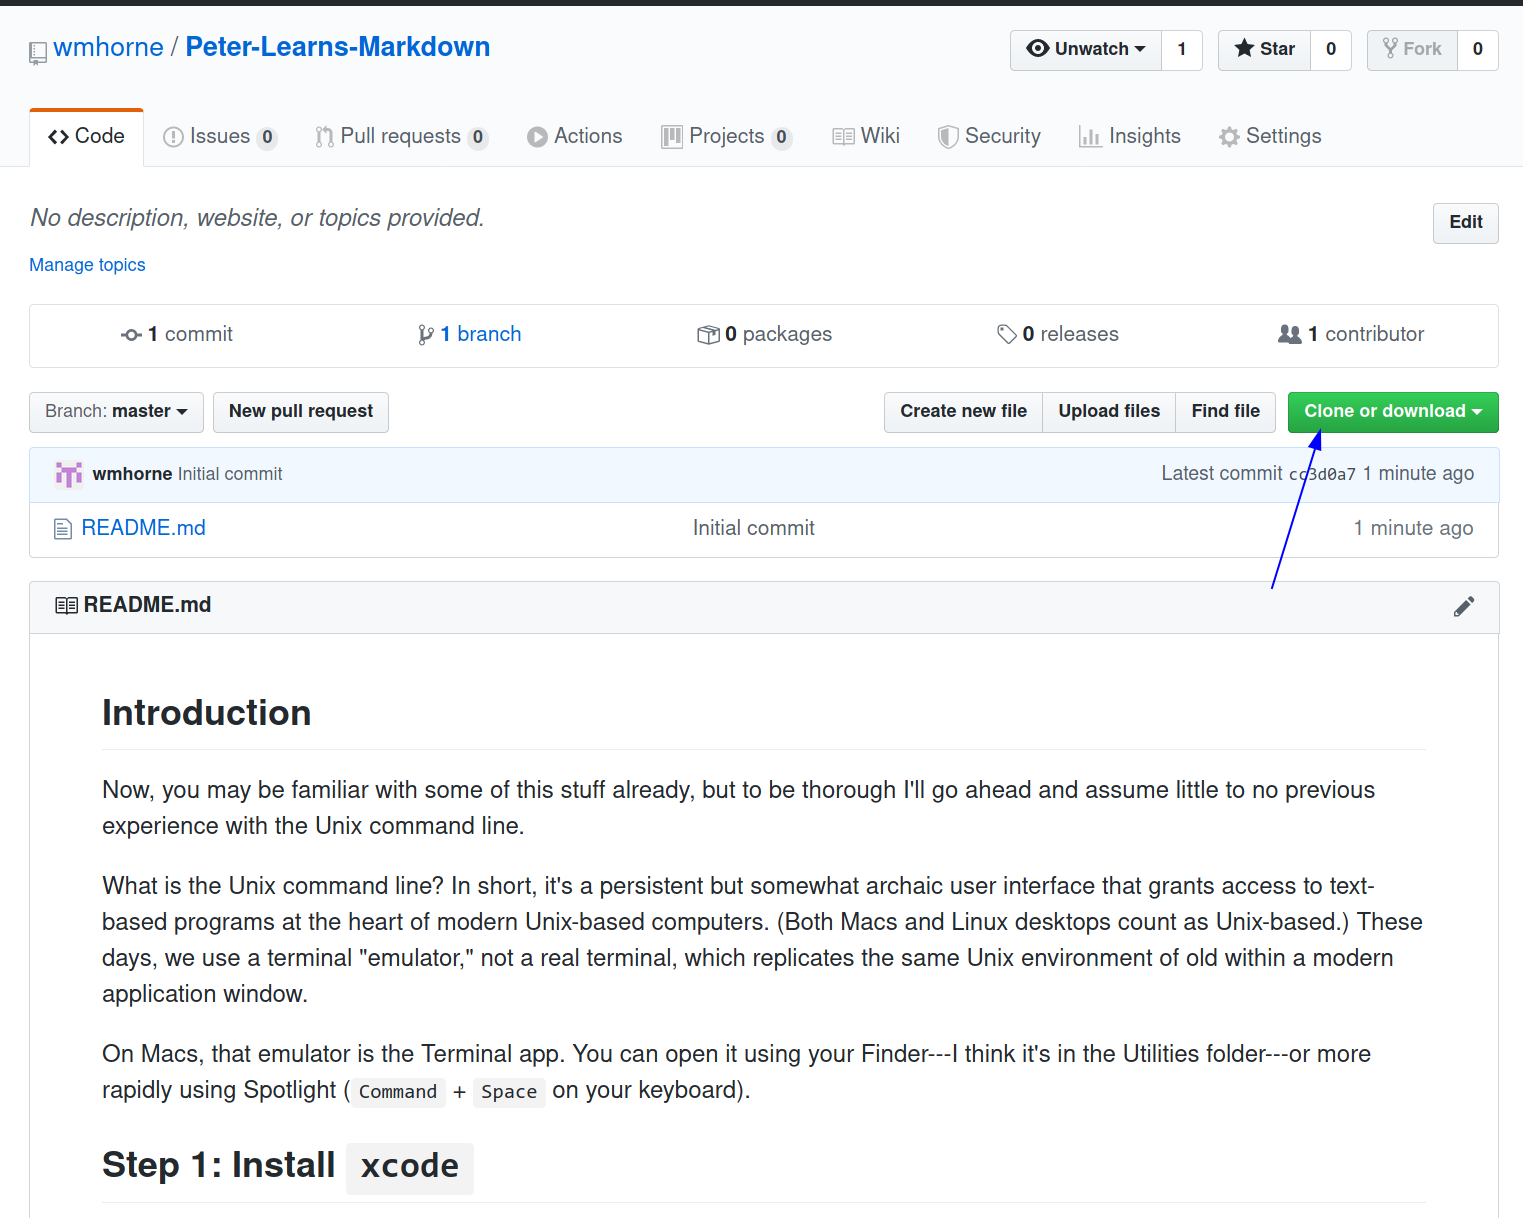 wmhorne / Peter-Learns-Markdown
Unwatch 1 Star 0 Fork 0
Code Issues 0 Pull requests 0 Actions Projects 0 Wiki Security Insights Settings
No description, website, or topics provided.
Edit
Manage topics
1 commit 1 branch 0 packages 0 releases 1 contributor
Branch: master New pull request Create new file Upload files Find file Clone or download
wmhorne Initial commit Latest commit cc3d0a7 1 minute ago
README.md Initial commit 1 minute ago
README.md
Introduction
Now, you may be familiar with some of this stuff already, but to be thorough I'll go ahead and assume little to no previous
experience with the Unix command line.
What is the Unix command line? In short, it's a persistent but somewhat archaic user interface that grants access to text-
based programs at the heart of modern Unix-based computers. (Both Macs and Linux desktops count as Unix-based.) These
days, we use a terminal "emulator," not a real terminal, which replicates the same Unix environment of old within a modern
application window.
On Macs, that emulator is the Terminal app. You can open it using your Finder---I think it's in the Utilities folder---or more
rapidly using Spotlight ( Command + Space on your keyboard).
Step 1: Install xcode